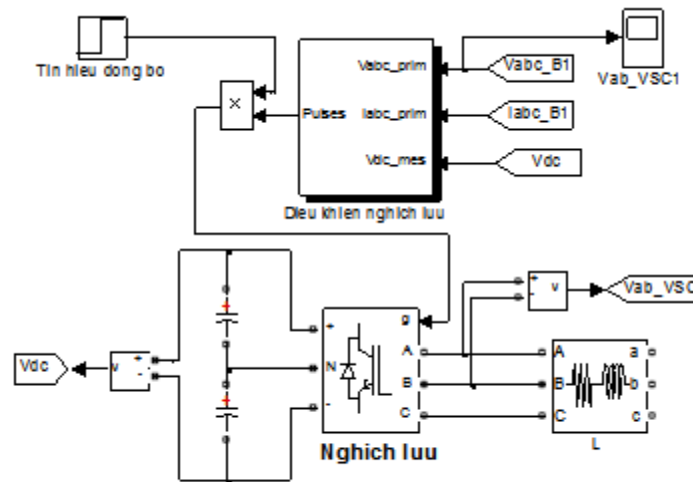 Tin hieu dong bo
Vabc_prim
Vabc_B1
Vab_VSC1
X
Pulses
Iabc_prim
Iabc_B1
Vdc_mes
Vdc
Dieu khien nghich luu
+
v
-
Vab_VSC
Vdc
v
+
-
+
+
+
N
-
g
A
B
C
A
B
C
a
b
c
Nghich luu
L